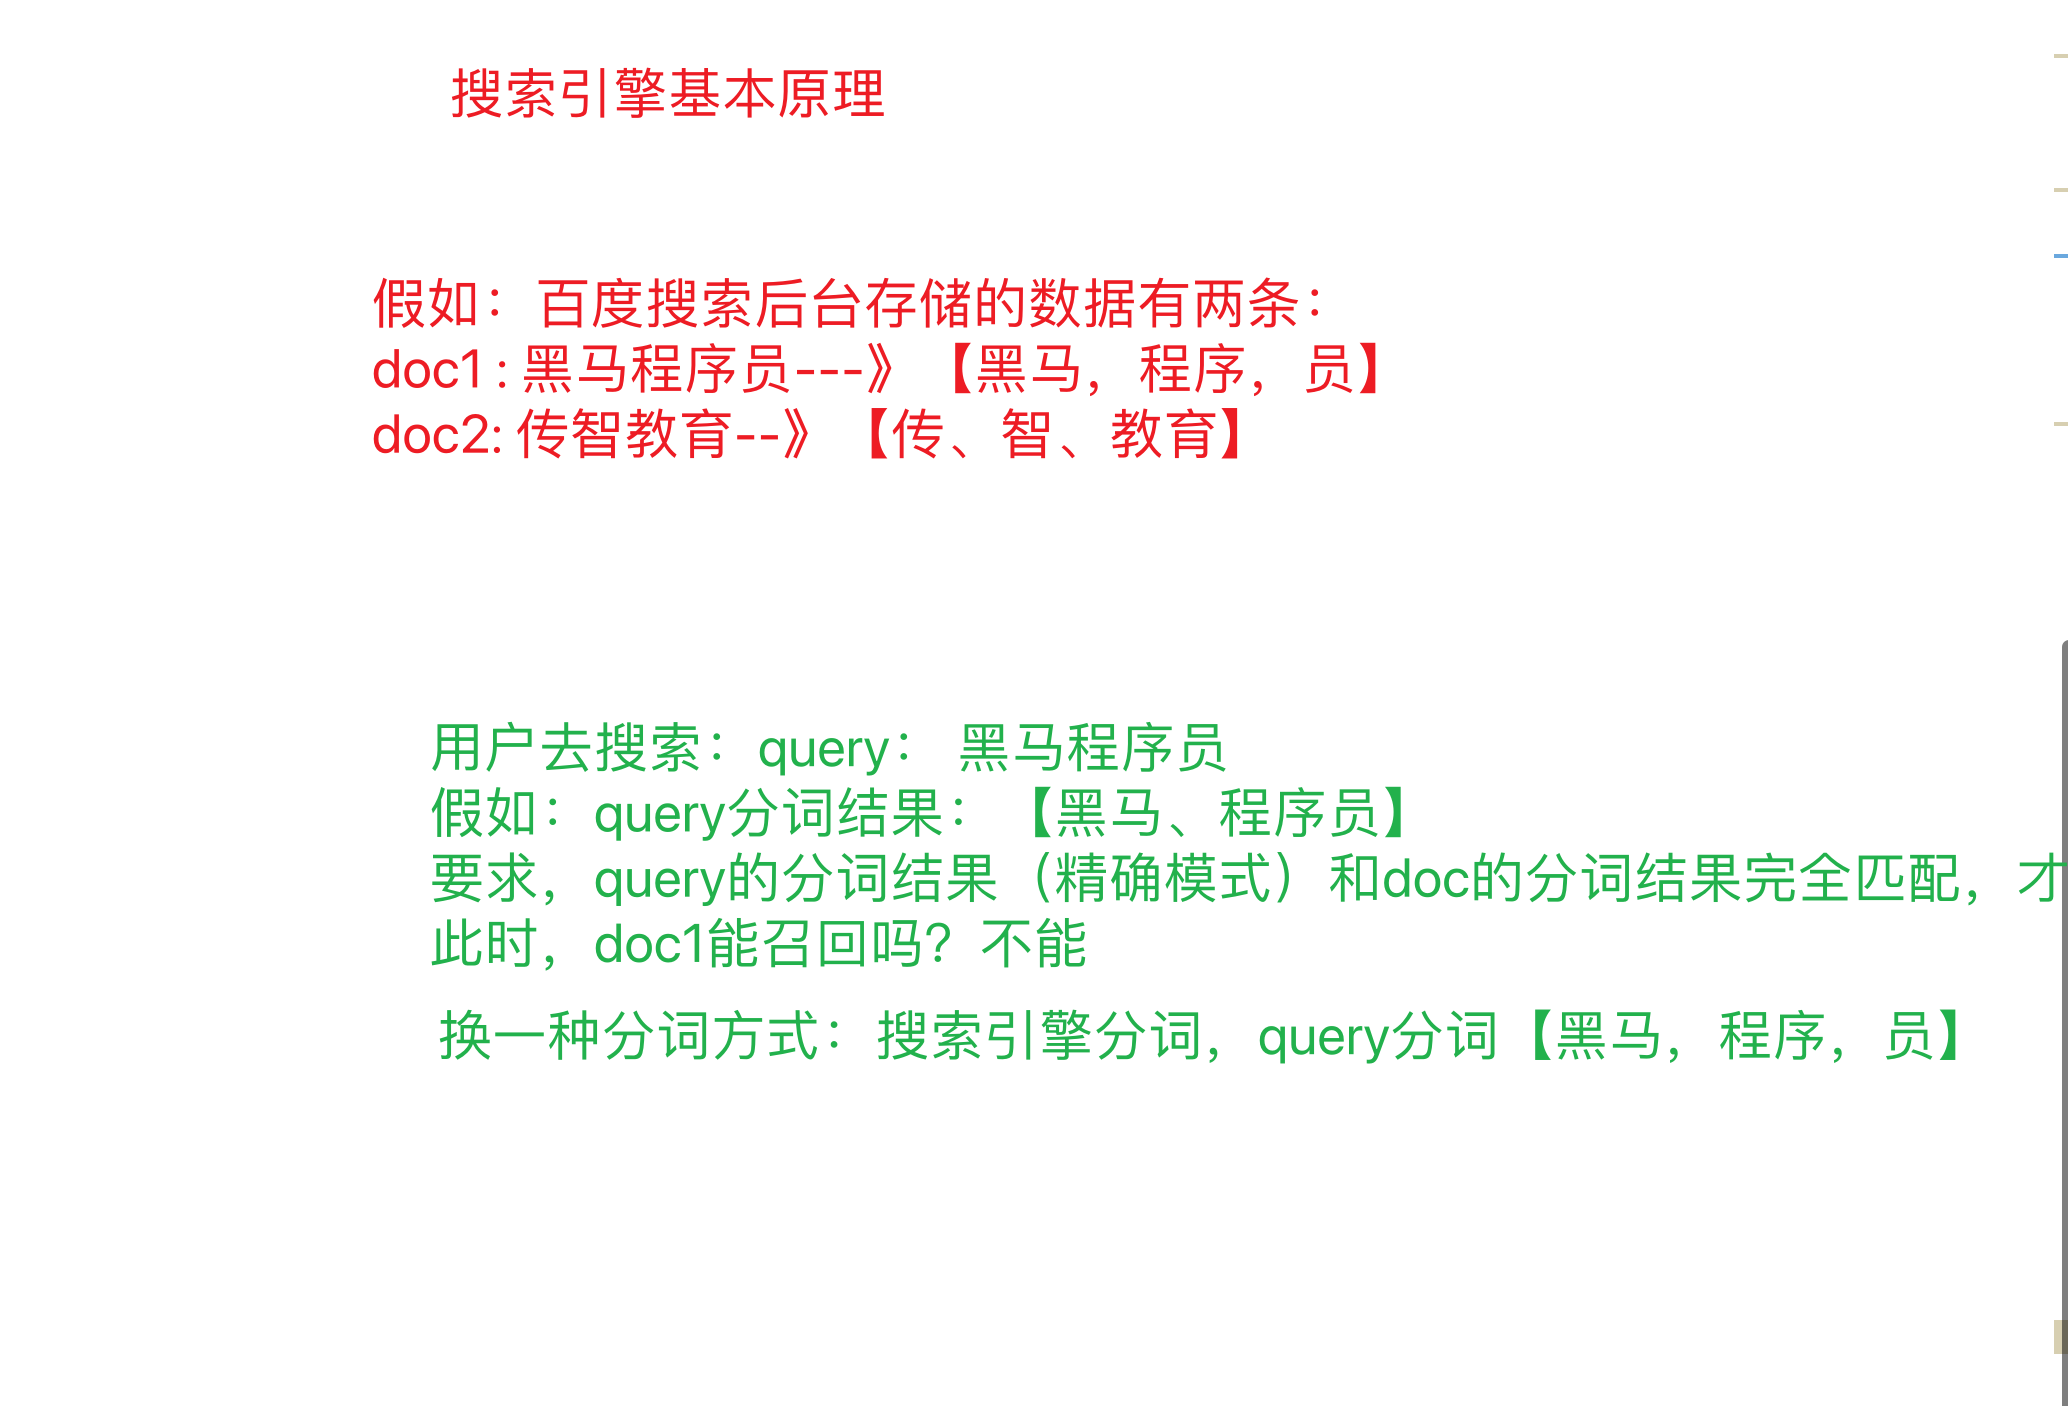 搜索引擎基本原理
假如：百度搜索后台存储的数据有两条：
doc1 : 黑马程序员---》【黑马，程序，员】
doc2: 传智教育--》【传、智、教育】
用户去搜索：query： 黑马程序员
假如：query分词结果：【黑马、程序员】
要求，query的分词结果（精确模式）和doc的分词结果完全匹配，才
此时，doc1能召回吗？不能
换一种分词方式：搜索引擎分词，query分词【黑马，程序，员】